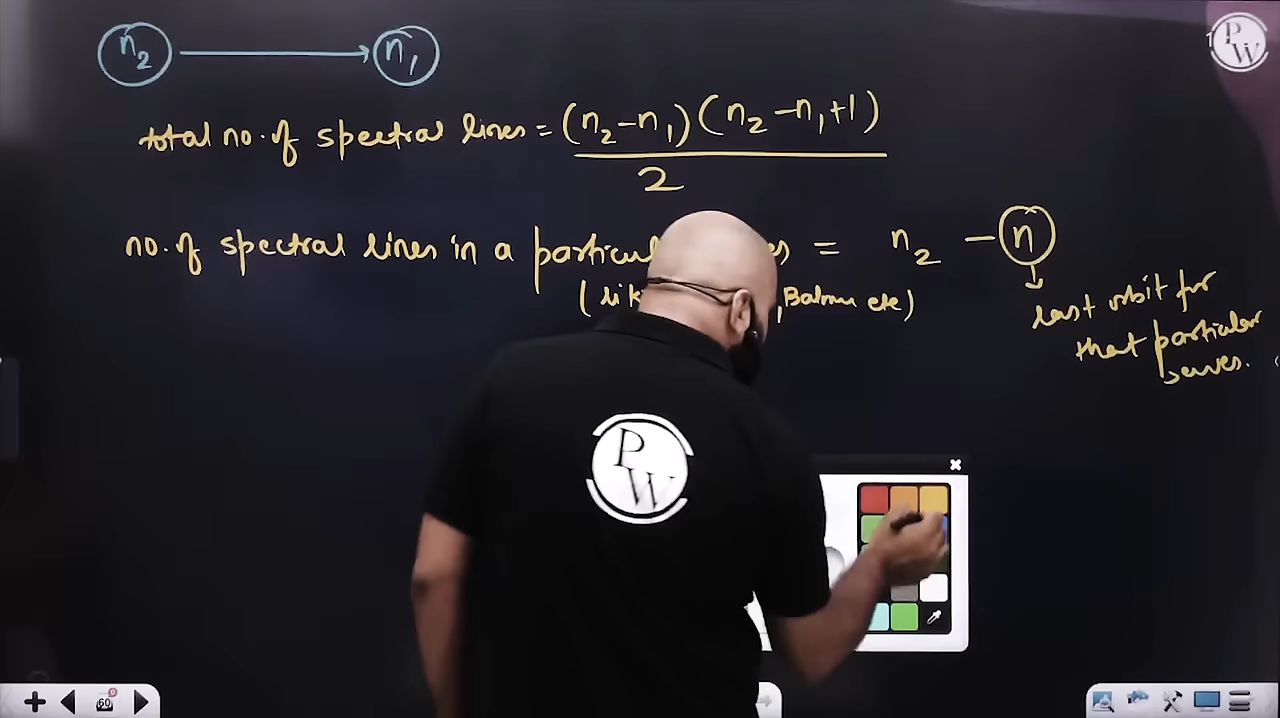 n₂ → n₁
total no. of spectral lines = (n₂-n₁)(n₂-n₁+1)
2
no. of spectral lines in a = n₂ - n
(, Balmer etc)
last orbit for
that particular
series.
PW
PW
60